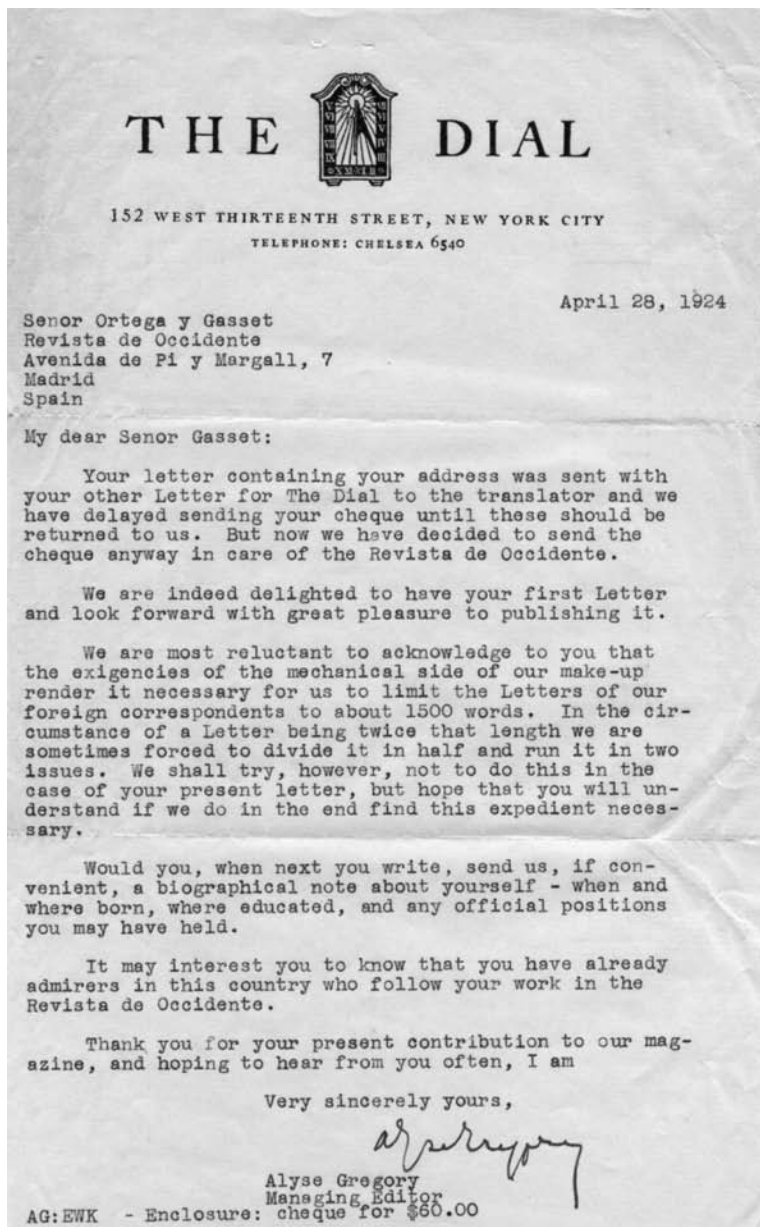 THE DIAL
152 WEST THIRTEENTH STREET, NEW YORK CITY
TELEPHONE: CHELSEA 6540
April 28, 1924
Senor Ortega y Gasset
Revista de Occidente
Avenida de Pi y Margall, 7
Madrid
Spain
My dear Senor Gasset:
Your letter containing your address was sent with
your other Letter for The Dial to the translator and we
have delayed sending your cheque until these should be
returned to us. But now we have decided to send the
cheque anyway in care of the Revista de Occidente.
We are indeed delighted to have your first Letter
and look forward with great pleasure to publishing it.
We are most reluctant to acknowledge to you that
the exigencies of the mechanical side of our make-up
render it necessary for us to limit the Letters of our
foreign correspondents to about 1500 words. In the cir-
cumstance of a Letter being twice that length we are
sometimes forced to divide it in half and run it in two
issues. We shall try, however, not to do this in the
case of your present letter, but hope that you will un-
derstand if we do in the end find this expedient neces-
sary.
Would you, when next you write, send us, if con-
venient, a biographical note about yourself - when and
where born, where educated, and any official positions
you may have held.
It may interest you to know that you have already
admirers in this country who follow your work in the
Revista de Occidente.
Thank you for your present contribution to our mag-
azine, and hoping to hear from you often, I am
Very sincerely yours,
Alyse Gregory
Alyse Gregory
Managing Editor
AG:EWK - Enclosure: cheque for $60.00